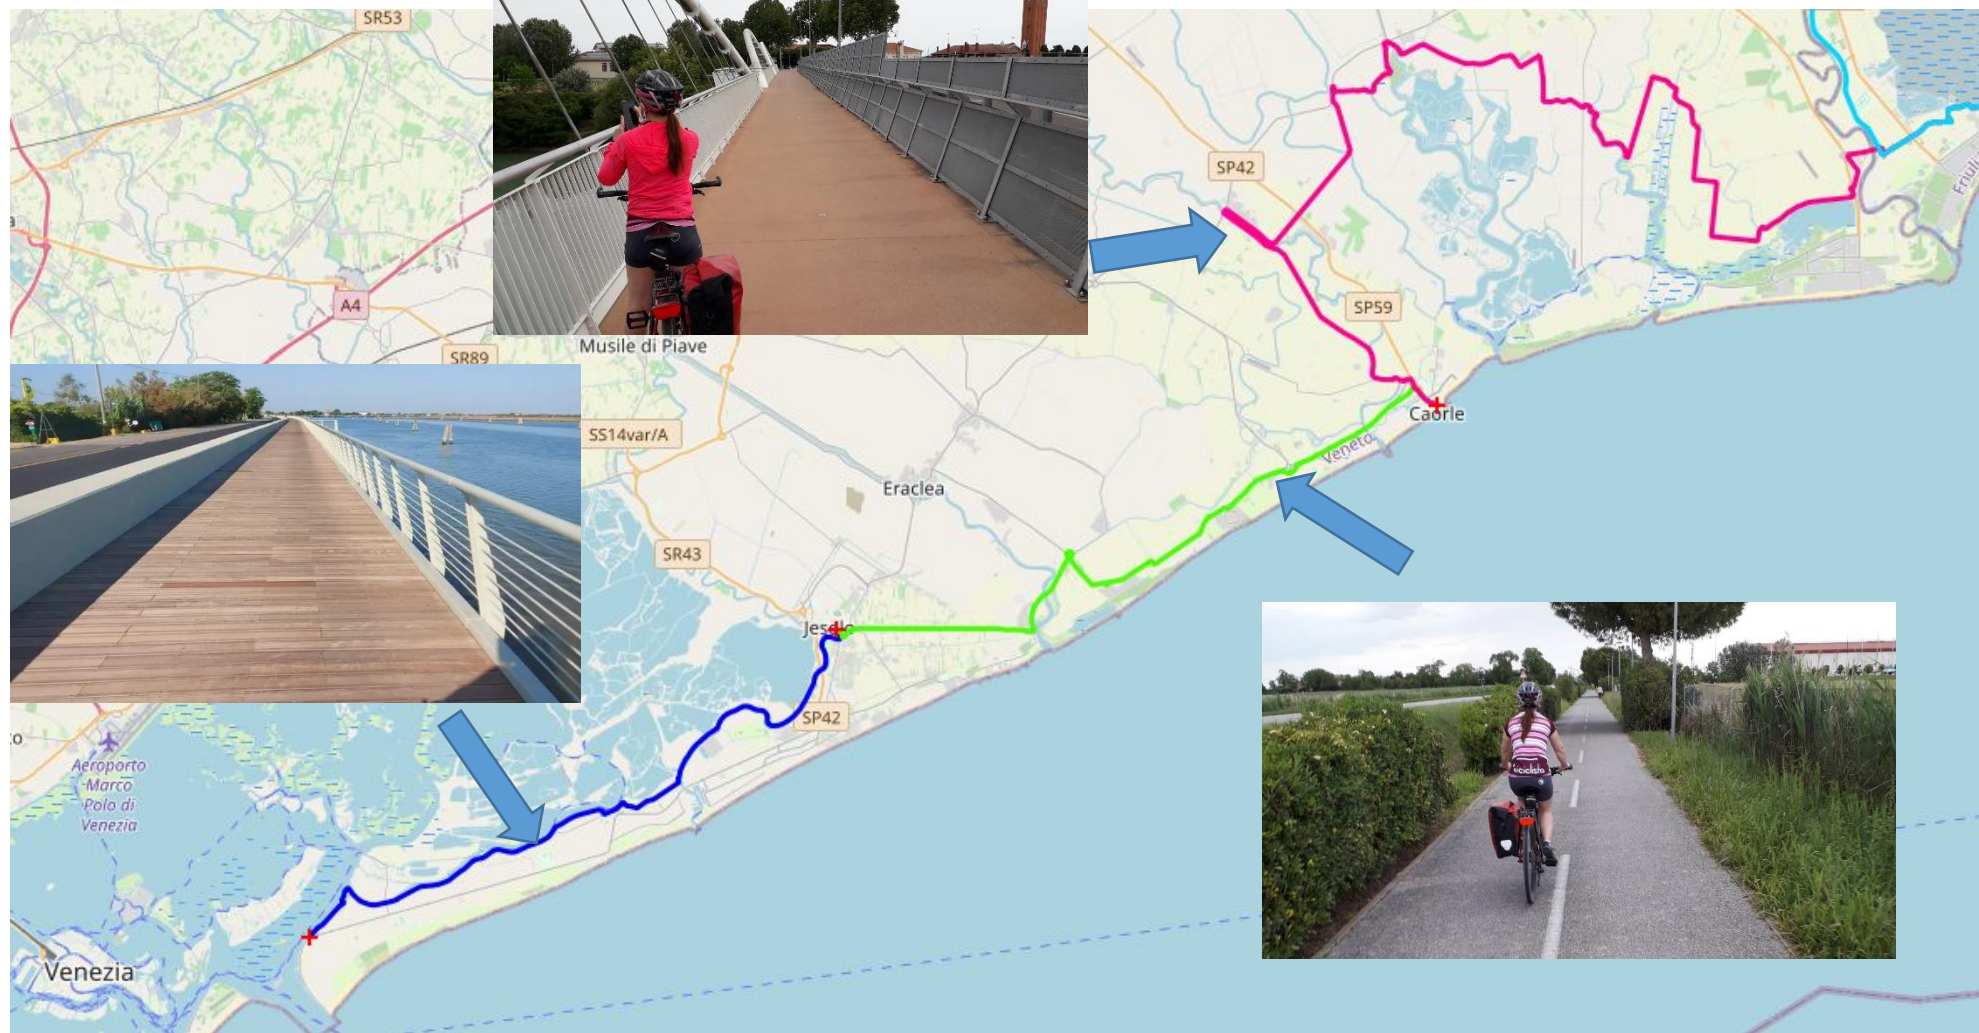 SR53
SP42
A4
SP59
SR89
Musile di Piave
SS14var/A
Caorle
Veneto
Eraclea
SR43
Jesolo
SP42
Aeroporto
Marco
Polo di
Venezia
Venezia
Friuli
ciclista